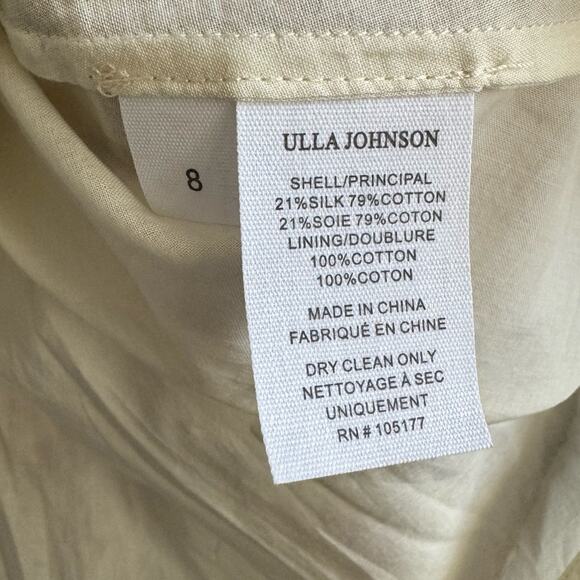 8
ULLA JOHNSON
SHELL/PRINCIPAL
21%SILK 79%COTTON
21%SOIE 79%COTON
LINING/DOUBLURE
100%COTTON
100%COTON
MADE IN CHINA
FABRIQUÉ EN CHINE
DRY CLEAN ONLY
NETTOYAGE À SEC
UNIQUEMENT
RN # 105177